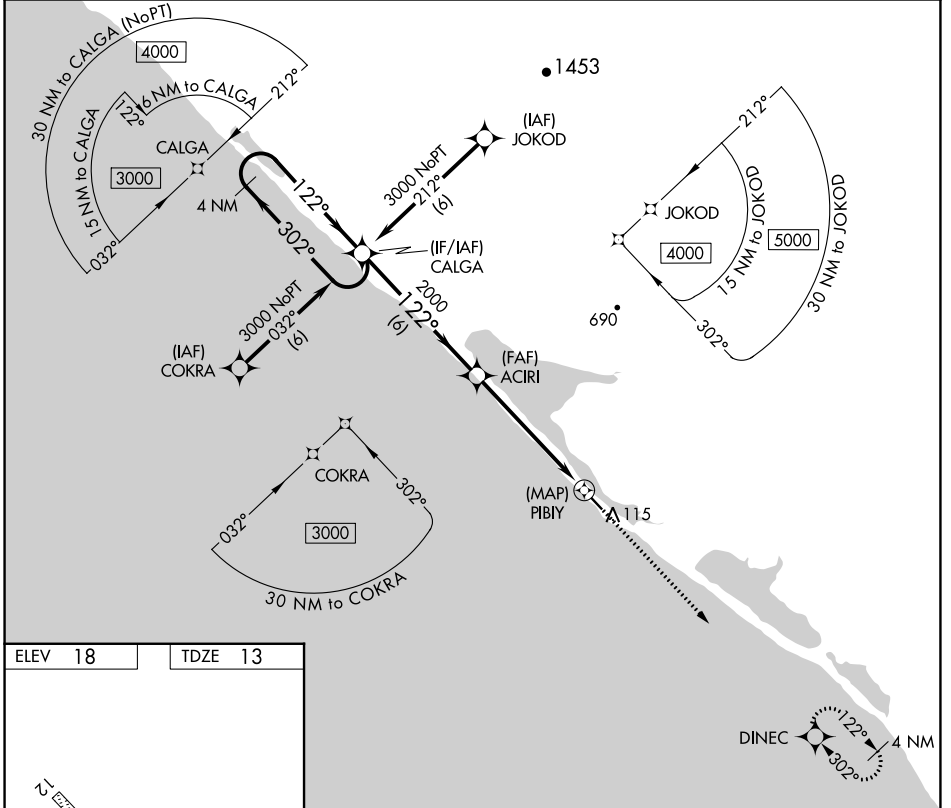 30 NM to CALGA (NoPT)
4000
6 NM to CALGA
212°
122°
15 NM to CALGA
3000
CALGA
032°
1453
(IAF)
JOKOD
3000 NoPT
212°
(6)
4 NM
122°
302°
(IF/IAF)
CALGA
3000 NoPT
032°
(6)
(IAF)
COKRA
2000
122°
(6)
212°
JOKOD
4000
15 NM to JOKOD
5000
30 NM to JOKOD
302°
690
(FAF)
ACIRI
COKRA
032°
302°
3000
30 NM to COKRA
(MAP)
PIBIY
115
ELEV 18
TDZE 13
12
DINEC
122°
302°
4 NM